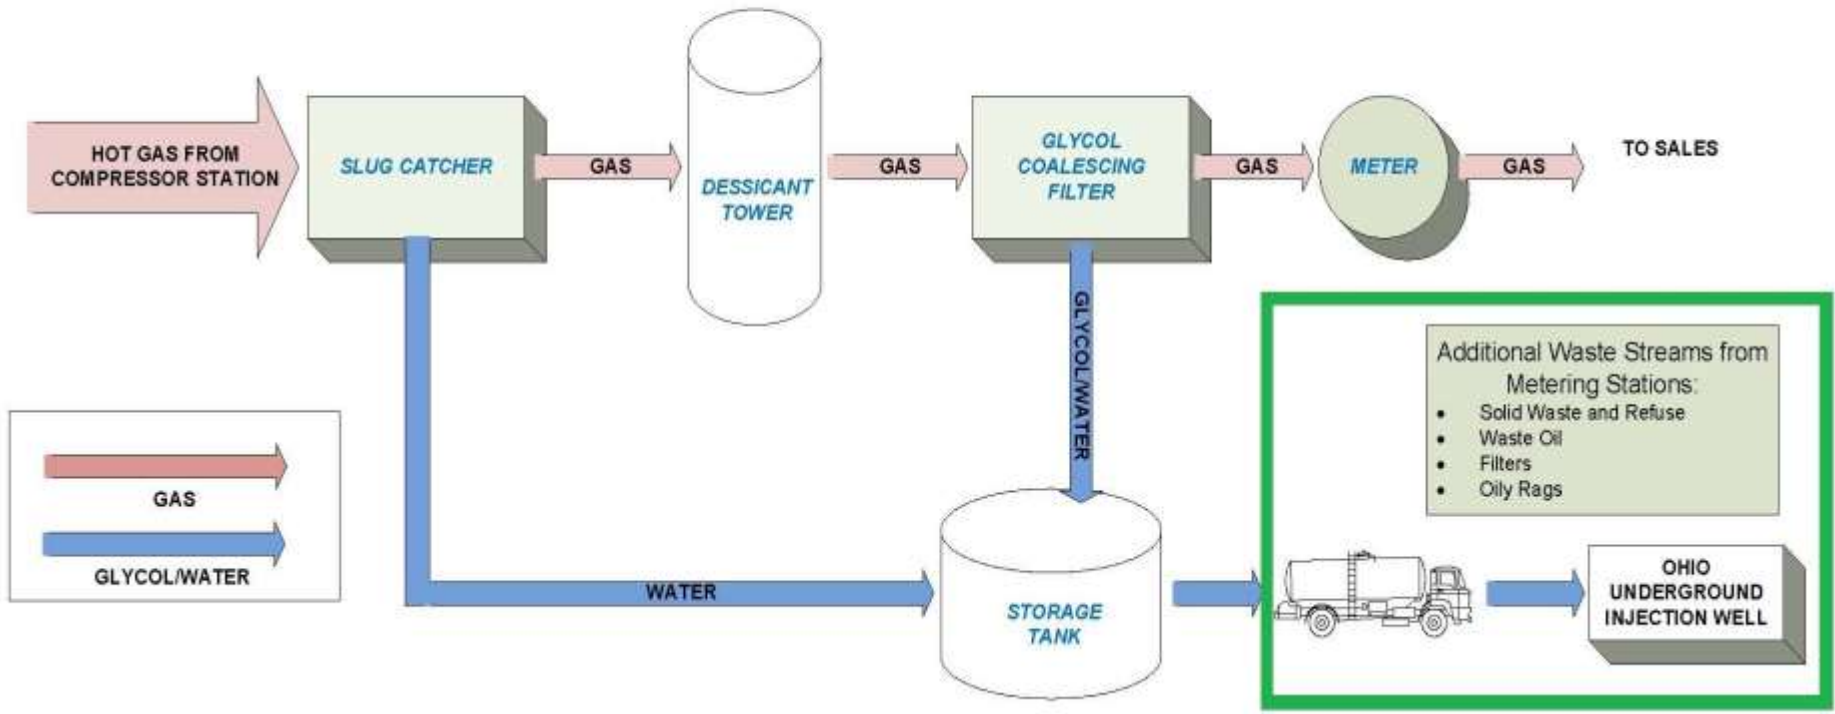 HOT GAS FROM
COMPRESSOR STATION
SLUG CATCHER
GAS
DESSICANT
TOWER
GAS
GLYCOL
COALESCING
FILTER
GAS
METER
GAS
TO SALES
GLYCOL/WATER
Additional Waste Streams from
Metering Stations:
• Solid Waste and Refuse
• Waste Oil
• Filters
• Oily Rags
GAS
GLYCOL/WATER
WATER
STORAGE
TANK
OHIO
UNDERGROUND
INJECTION WELL